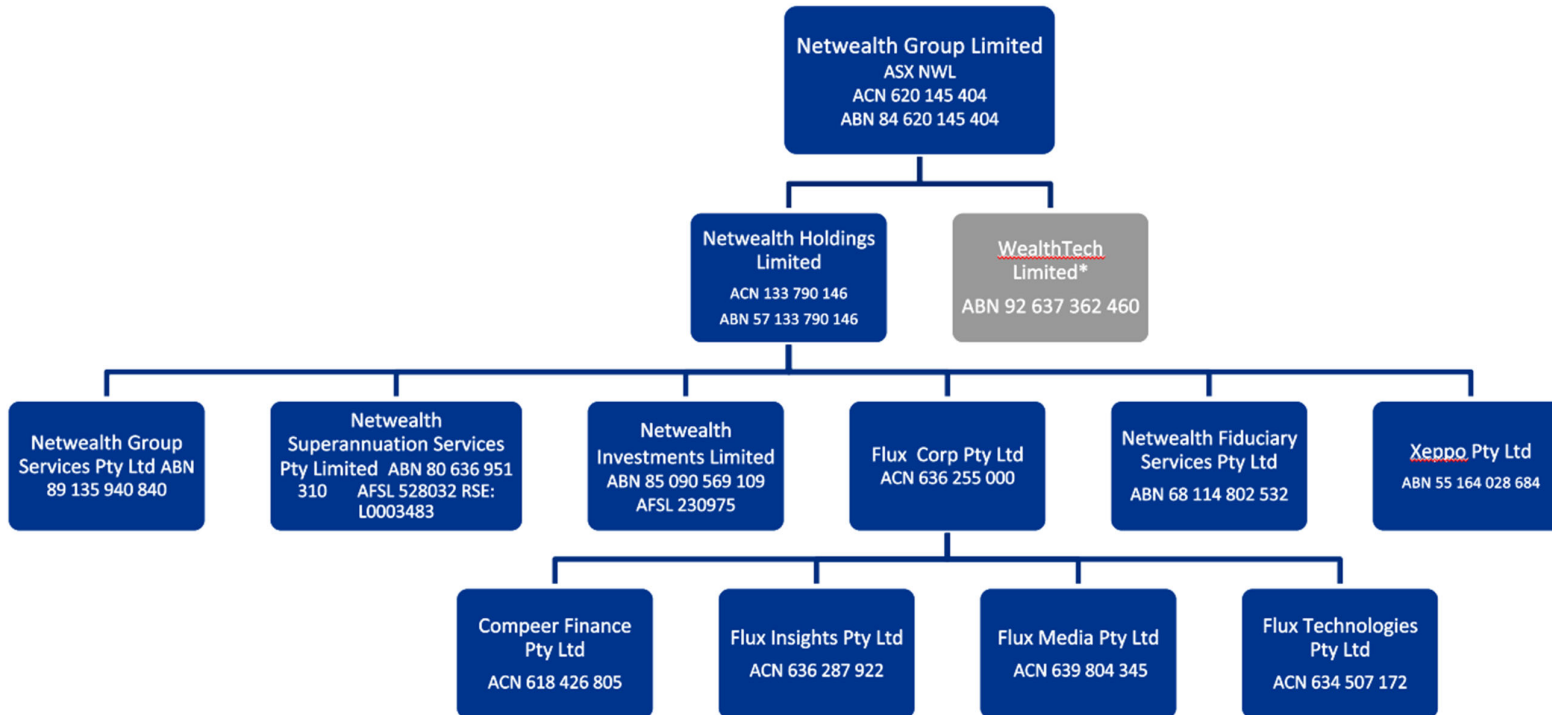 Netwealth Group Limited
ASX NWL
ACN 620 145 404
ABN 84 620 145 404
Netwealth Holdings
Limited
ACN 133 790 146
ABN 57 133 790 146
WealthTech
Limited*
ABN 92 637 362 460
Netwealth Group
Services Pty Ltd ABN
89 135 940 840
Netwealth
Superannuation Services
Pty Limited ABN 80 636 951
310 AFSL 528032 RSE:
L0003483
Netwealth
Investments Limited
ABN 85 090 569 109
AFSL 230975
Flux Corp Pty Ltd
ACN 636 255 000
Netwealth Fiduciary
Services Pty Ltd
ABN 68 114 802 532
Xeppo Pty Ltd
ABN 55 164 028 684
Compeer Finance
Pty Ltd
ACN 618 426 805
Flux Insights Pty Ltd
ACN 636 287 922
Flux Media Pty Ltd
ACN 639 804 345
Flux Technologies
Pty Ltd
ACN 634 507 172